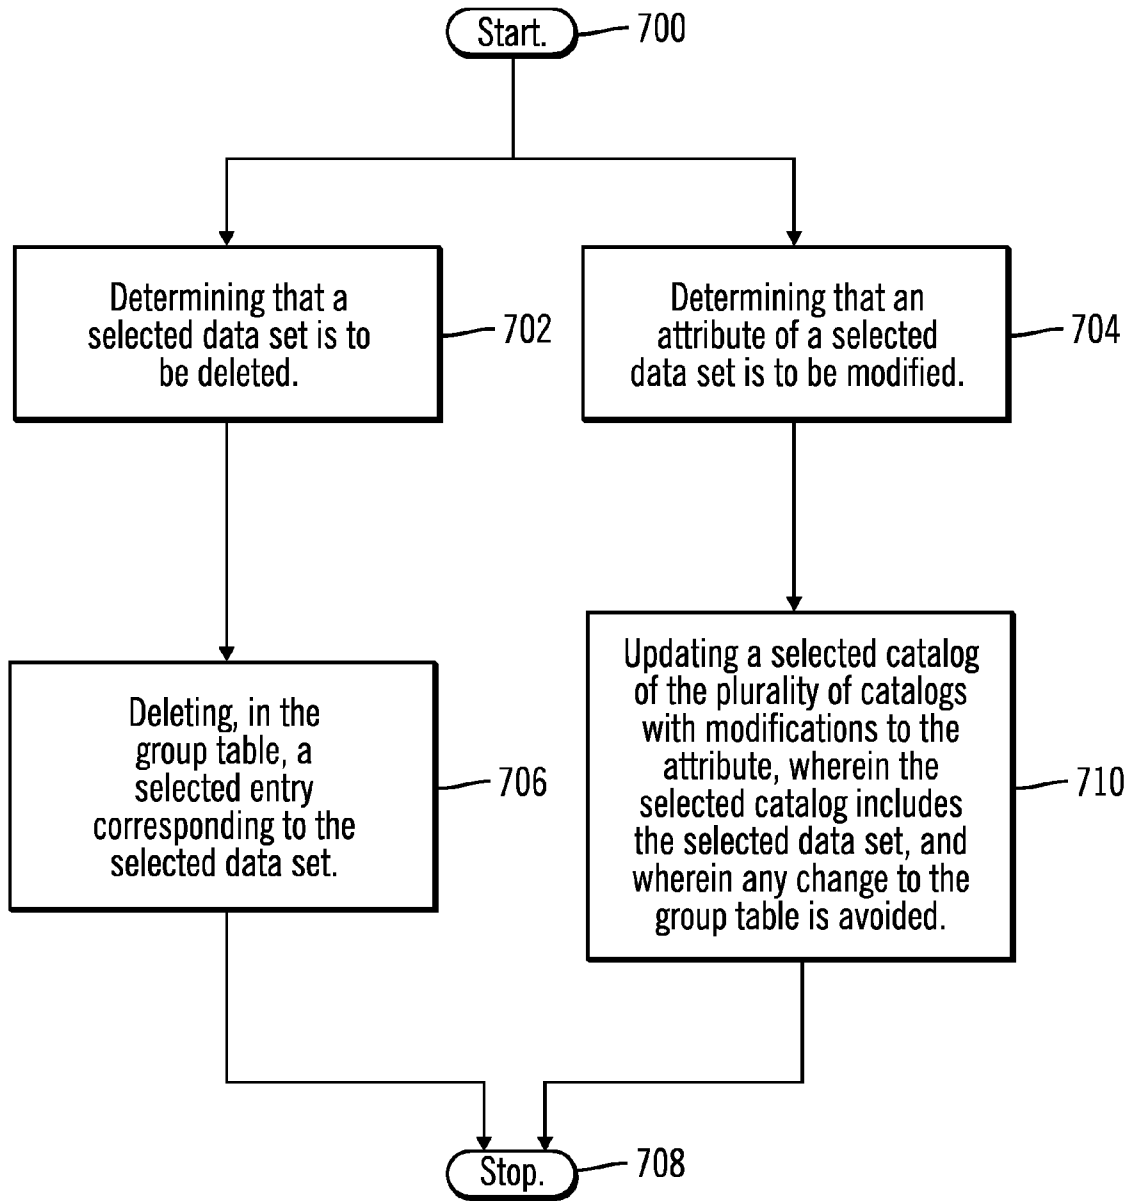 Start.
700
Determining that a
selected data set is to
be deleted.
702
Determining that an
attribute of a selected
data set is to be modified.
704
Deleting, in the
group table, a
selected entry
corresponding to the
selected data set.
706
Updating a selected catalog
of the plurality of catalogs
with modifications to the
attribute, wherein the
selected catalog includes
the selected data set, and
wherein any change to the
group table is avoided.
710
Stop.
708